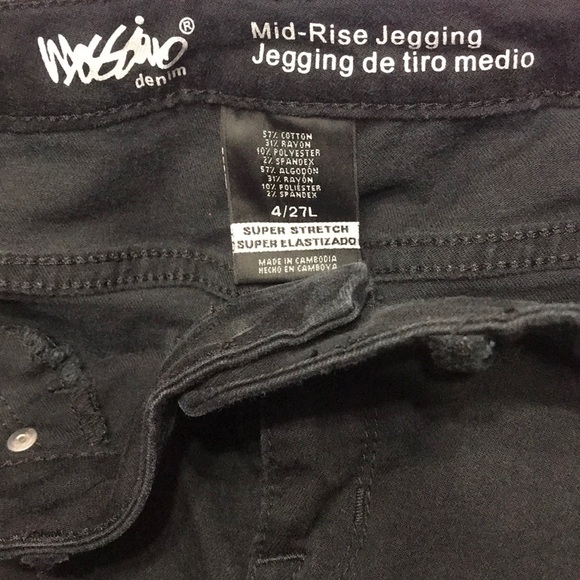 Mossimo®
denim
Mid-Rise Jegging
Jegging de tiro medio
57% COTTON
31% RAYON
10% POLYESTER
2% SPANDEX
57% ALGODÓN
31% RAYÓN
10% POLIÉSTER
2% SPANDEX
4/27L
SUPER STRETCH
SUPER ELASTIZADO
MADE IN CAMBODIA
HECHO EN CAMBOYA